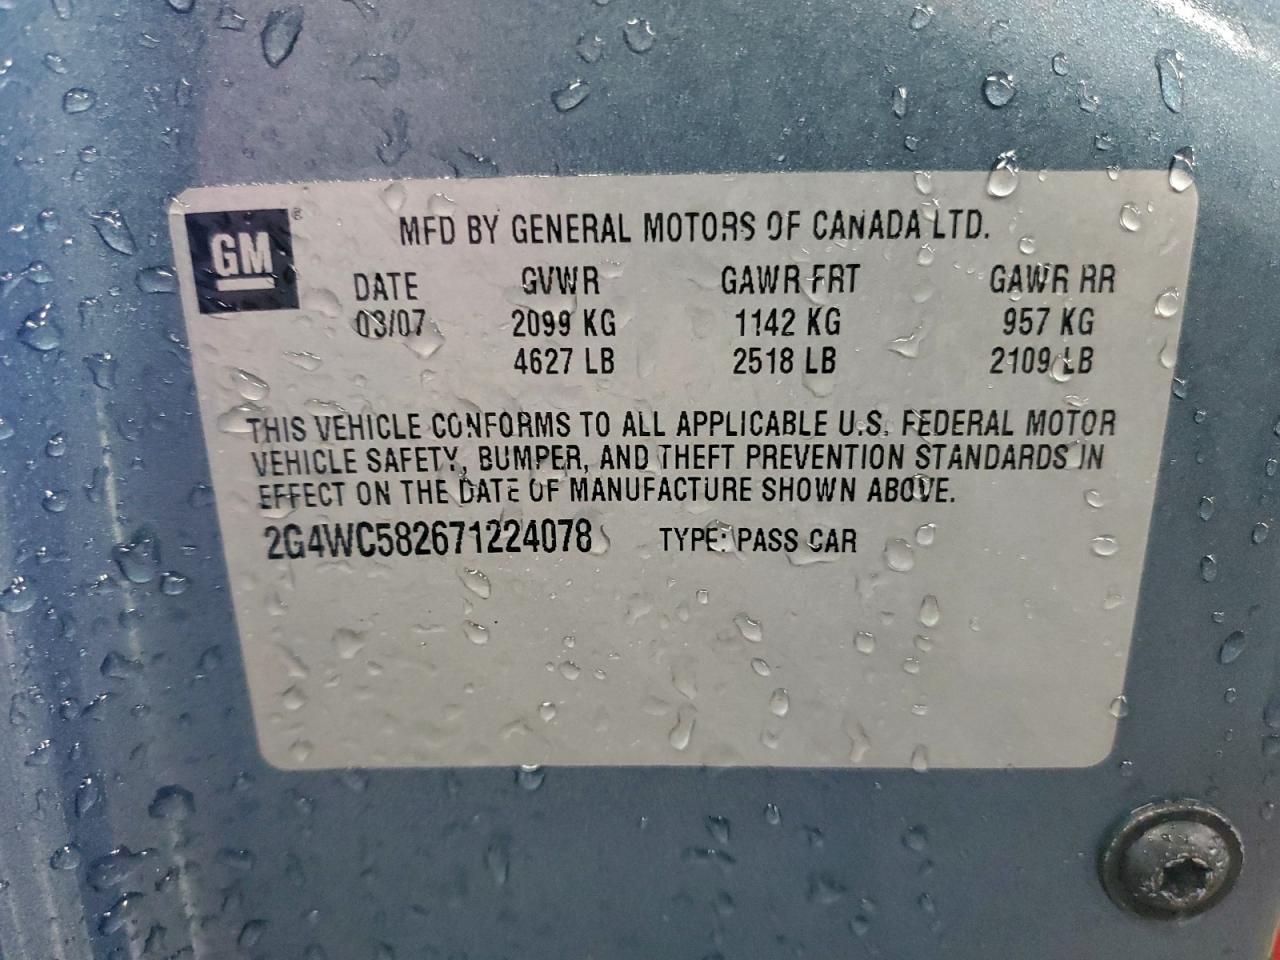 GM®
MFD BY GENERAL MOTORS OF CANADA LTD.
DATE GVWR GAWR FRT GAWR RR
03/07 2099 KG 1142 KG 957 KG
4627 LB 2518 LB 2109 LB
THIS VEHICLE CONFORMS TO ALL APPLICABLE U.S. FEDERAL MOTOR
VEHICLE SAFETY, BUMPER, AND THEFT PREVENTION STANDARDS IN
EFFECT ON THE DATE OF MANUFACTURE SHOWN ABOVE.
2G4WC582671224078 TYPE: PASS CAR